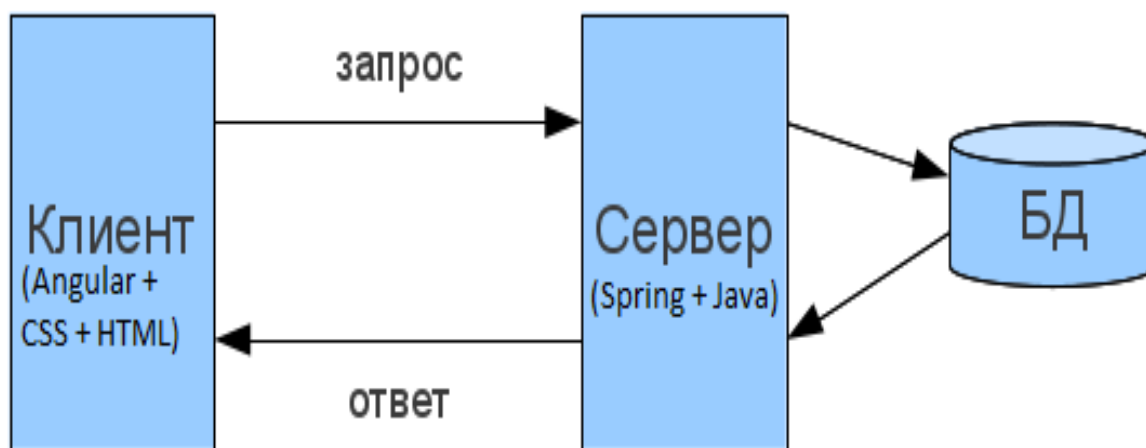 запрос
Клиент
(Angular +
CSS + HTML)
Сервер
(Spring + Java)
БД
ответ